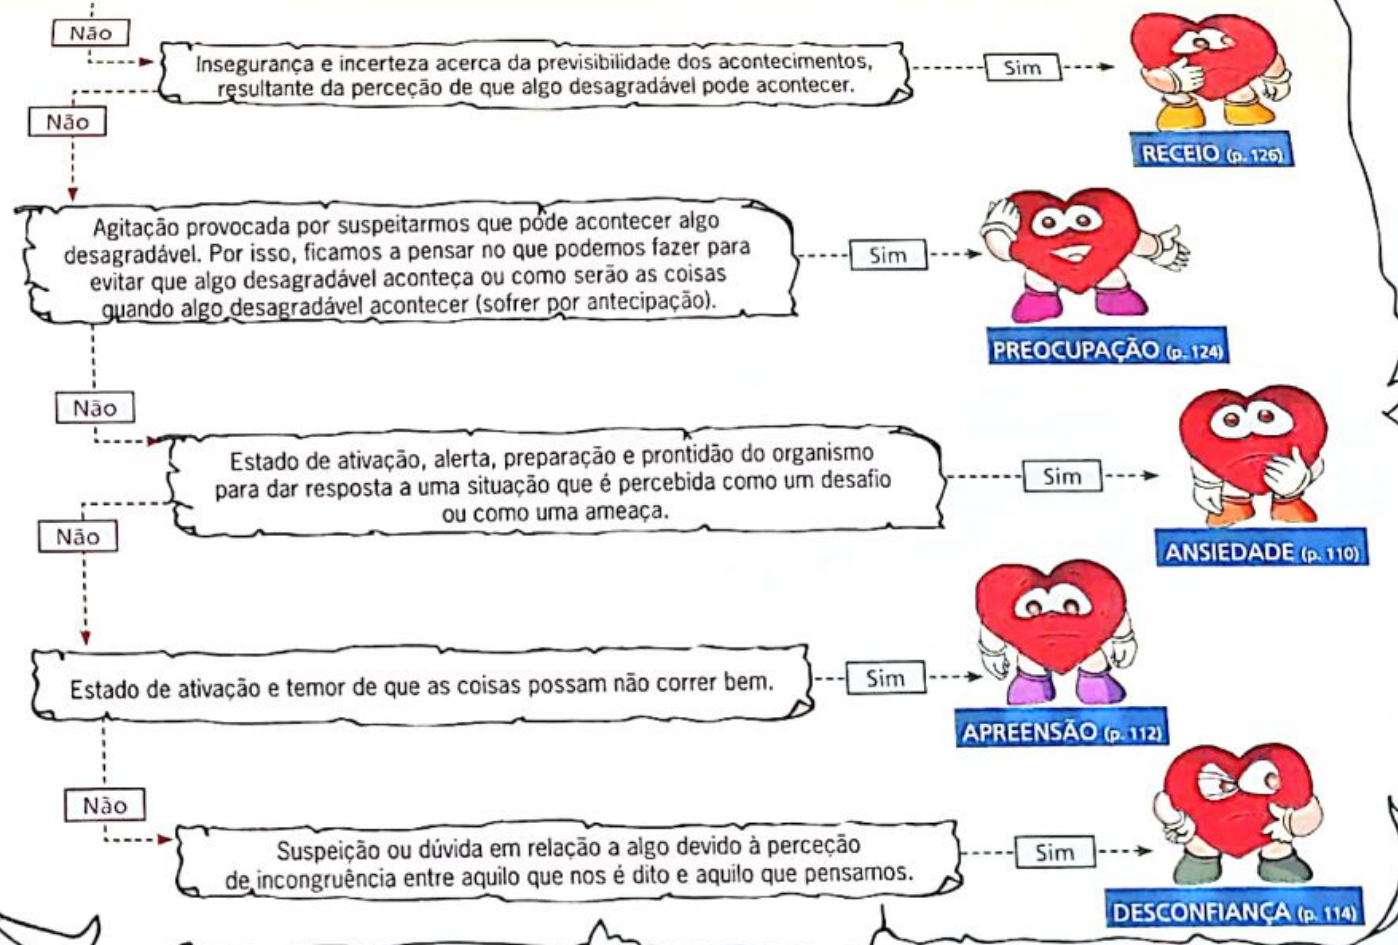 Não
Insegurança e incerteza acerca da previsibilidade dos acontecimentos,
resultante da perceção de que algo desagradável pode acontecer.
Sim
RECEIO (p. 126)
Não
Agitação provocada por suspeitarmos que pode acontecer algo
desagradável. Por isso, ficamos a pensar no que podemos fazer para
evitar que algo desagradável aconteça ou como serão as coisas
quando algo desagradável acontecer (sofrer por antecipação).
Sim
PREOCUPAÇÃO (p. 124)
Não
Estado de ativação, alerta, preparação e prontidão do organismo
para dar resposta a uma situação que é percebida como um desafio
ou como uma ameaça.
Sim
ANSIEDADE (p. 110)
Não
Estado de ativação e temor de que as coisas possam não correr bem.
Sim
APREENSÃO (p. 112)
Não
Suspeição ou dúvida em relação a algo devido à perceção
de incongruência entre aquilo que nos é dito e aquilo que pensamos.
Sim
DESCONFIANÇA (p. 114)